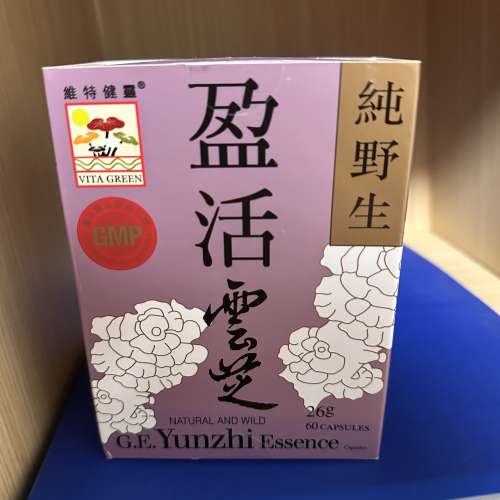 維特健靈®
VITA GREEN
GMP
盈活
雲芝
純野生
NATURAL AND WILD
26g
60 CAPSULES
G.E. Yunzhi Essence Capsules